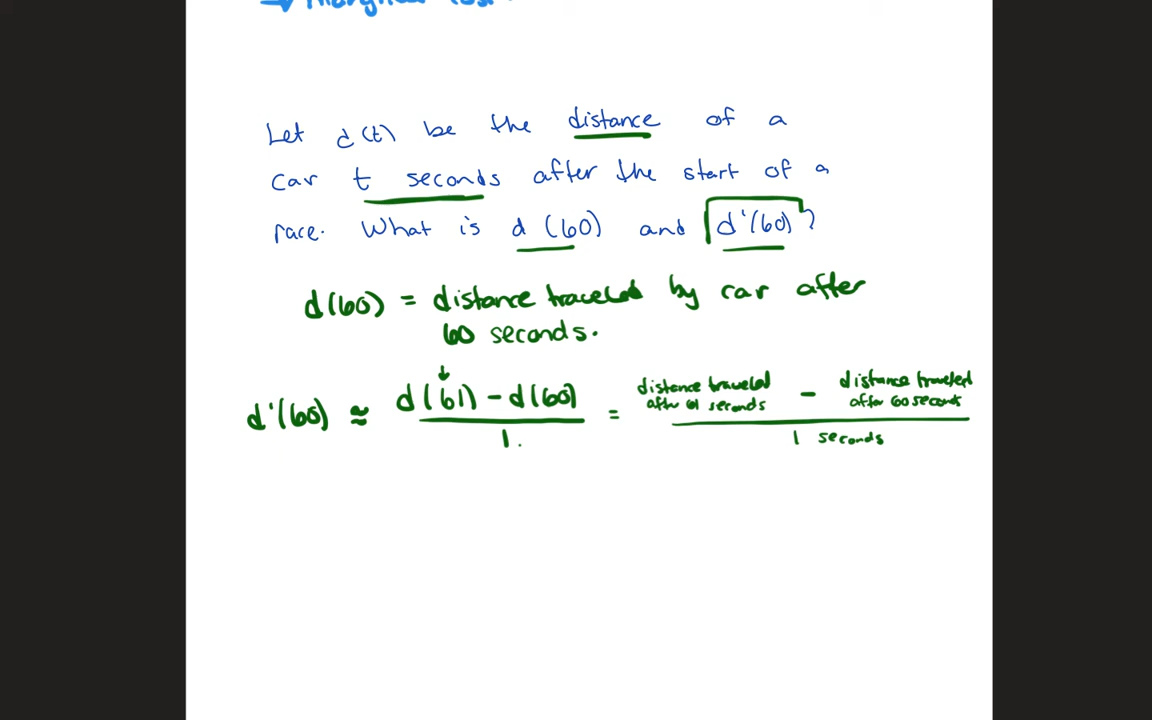 → Marginal Cost
Let d(t) be the distance of a
car t seconds after the start of a
race. What is d (60) and d'(60)?
d(60) = distance traveled by car after
60 seconds.
d'(60) ≈ d(61) - d(60) / 1. = distance traveled after 61 seconds - distance traveled after 60 seconds / 1 seconds